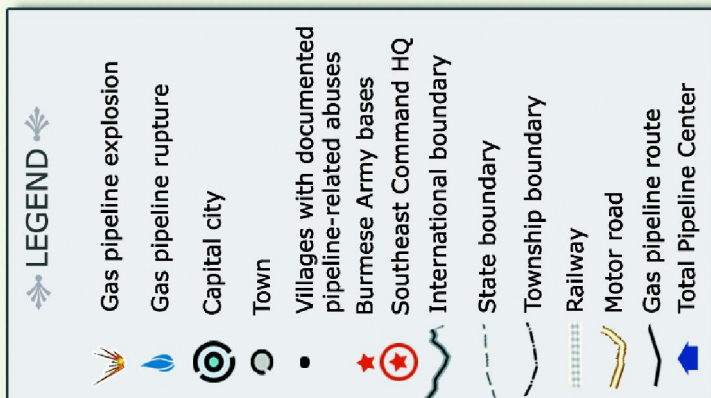 LEGEND
Gas pipeline explosion
Gas pipeline rupture
Capital city
Town
Villages with documented
pipeline-related abuses
Burmese Army bases
Southeast Command HQ
International boundary
State boundary
Township boundary
Railway
Motor road
Gas pipeline route
Total Pipeline Center